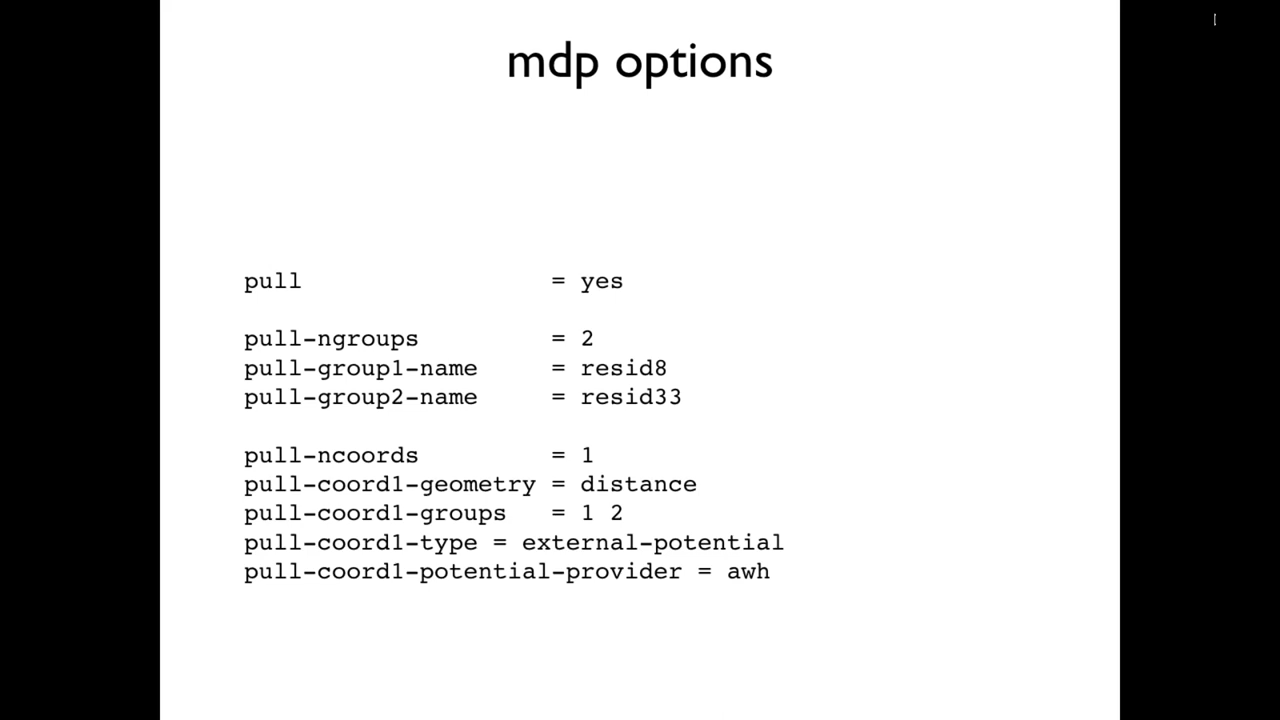 mdp options
pull = yes
pull-ngroups = 2
pull-group1-name = resid8
pull-group2-name = resid33
pull-ncoords = 1
pull-coord1-geometry = distance
pull-coord1-groups = 1 2
pull-coord1-type = external-potential
pull-coord1-potential-provider = awh